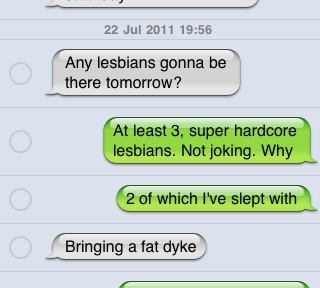 22 Jul 2011 19:56
Any lesbians gonna be
there tomorrow?
At least 3, super hardcore
lesbians. Not joking. Why
2 of which I've slept with
Bringing a fat dyke